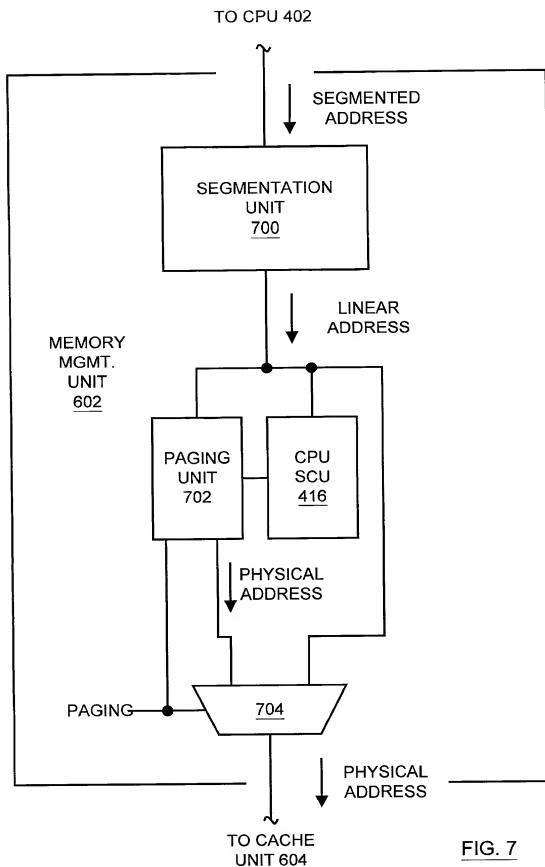 TO CPU 402
SEGMENTED
ADDRESS
SEGMENTATION
UNIT
700
LINEAR
ADDRESS
MEMORY
MGMT.
UNIT
602
PAGING
UNIT
702
CPU
SCU
416
PHYSICAL
ADDRESS
PAGING
704
PHYSICAL
ADDRESS
TO CACHE
UNIT 604
FIG. 7